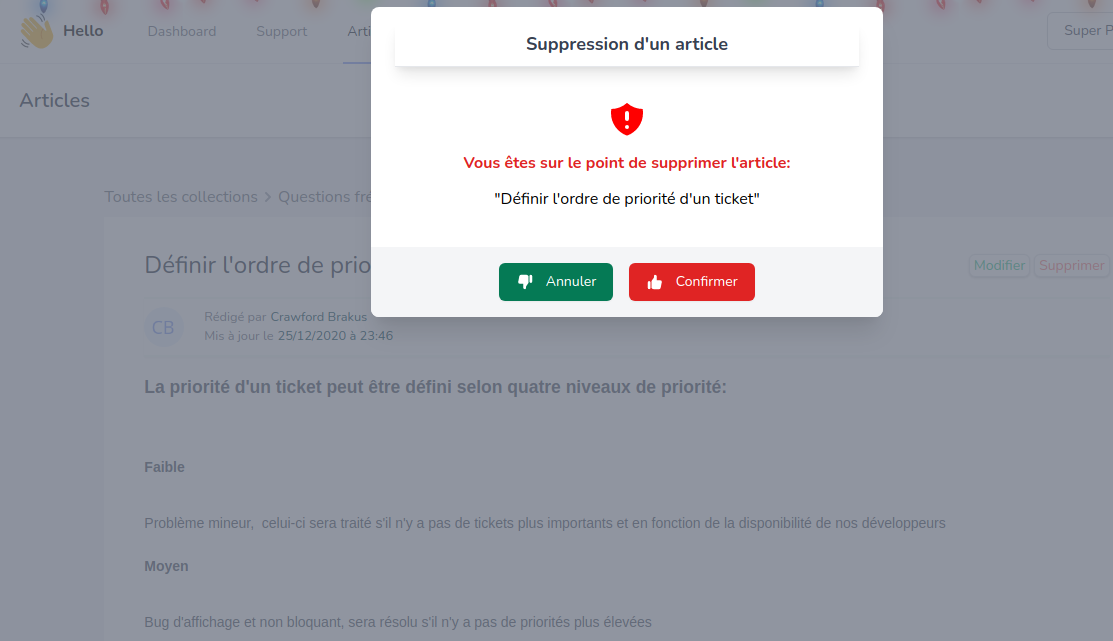 Hello
Dashboard
Support
Arti
Super P
Suppression d'un article
Articles
Vous êtes sur le point de supprimer l'article:
"Définir l'ordre de priorité d'un ticket"
Toutes les collections > Questions fré
Annuler
Confirmer
Définir l'ordre de prio
Modifier
Supprimer
CB
Rédigé par Crawford Brakus
Mis à jour le 25/12/2020 à 23:46
La priorité d'un ticket peut être défini selon quatre niveaux de priorité:
Faible
Problème mineur, celui-ci sera traité s'il n'y a pas de tickets plus importants et en fonction de la disponibilité de nos développeurs
Moyen
Bug d'affichage et non bloquant, sera résolu s'il n'y a pas de priorités plus élevées